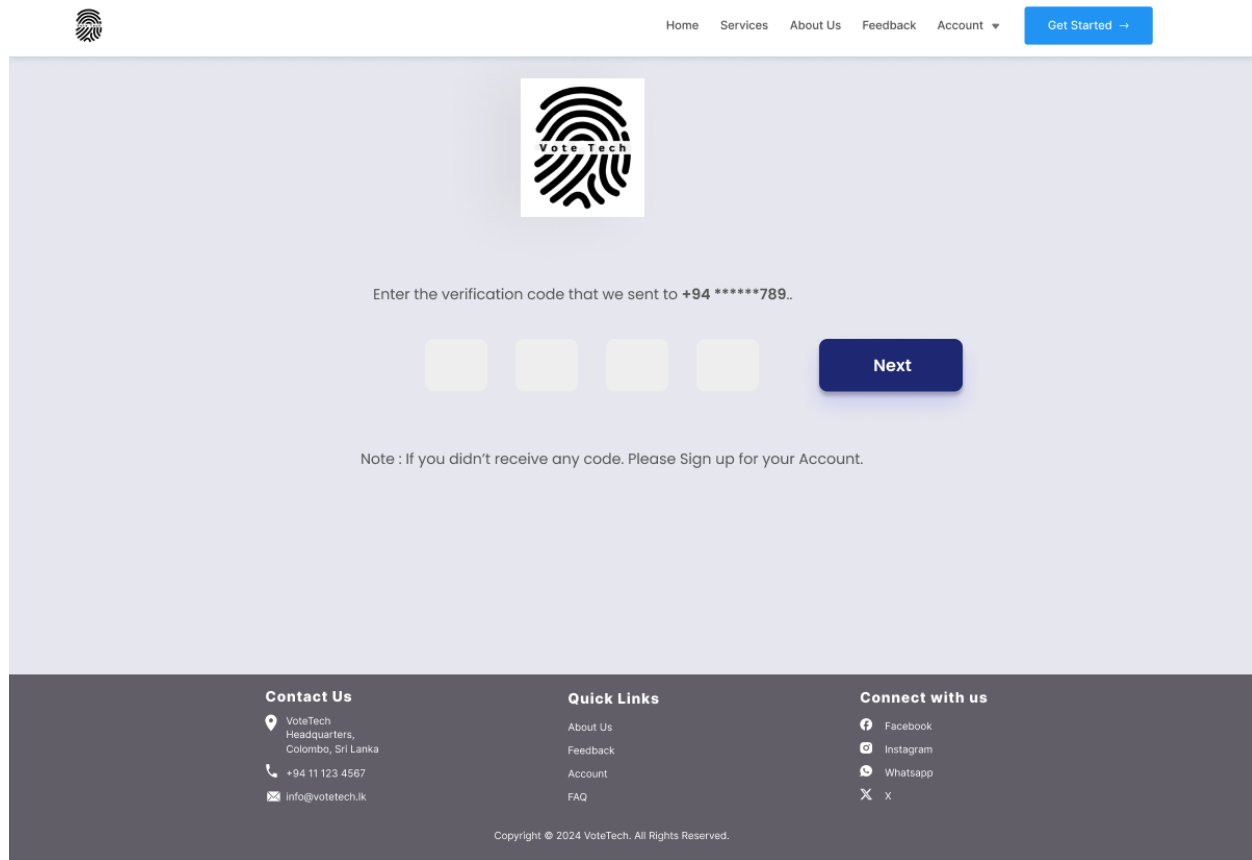 Home Services About Us Feedback Account Get Started →
Vote Tech
Enter the verification code that we sent to +94 ******789..
Next
Note : If you didn’t receive any code. Please Sign up for your Account.
Contact Us
VoteTech
Headquarters,
Colombo, Sri Lanka
+94 11 123 4567
info@votetech.lk
Quick Links
About Us
Feedback
Account
FAQ
Connect with us
Facebook
Instagram
Whatsapp
X
Copyright © 2024 VoteTech. All Rights Reserved.